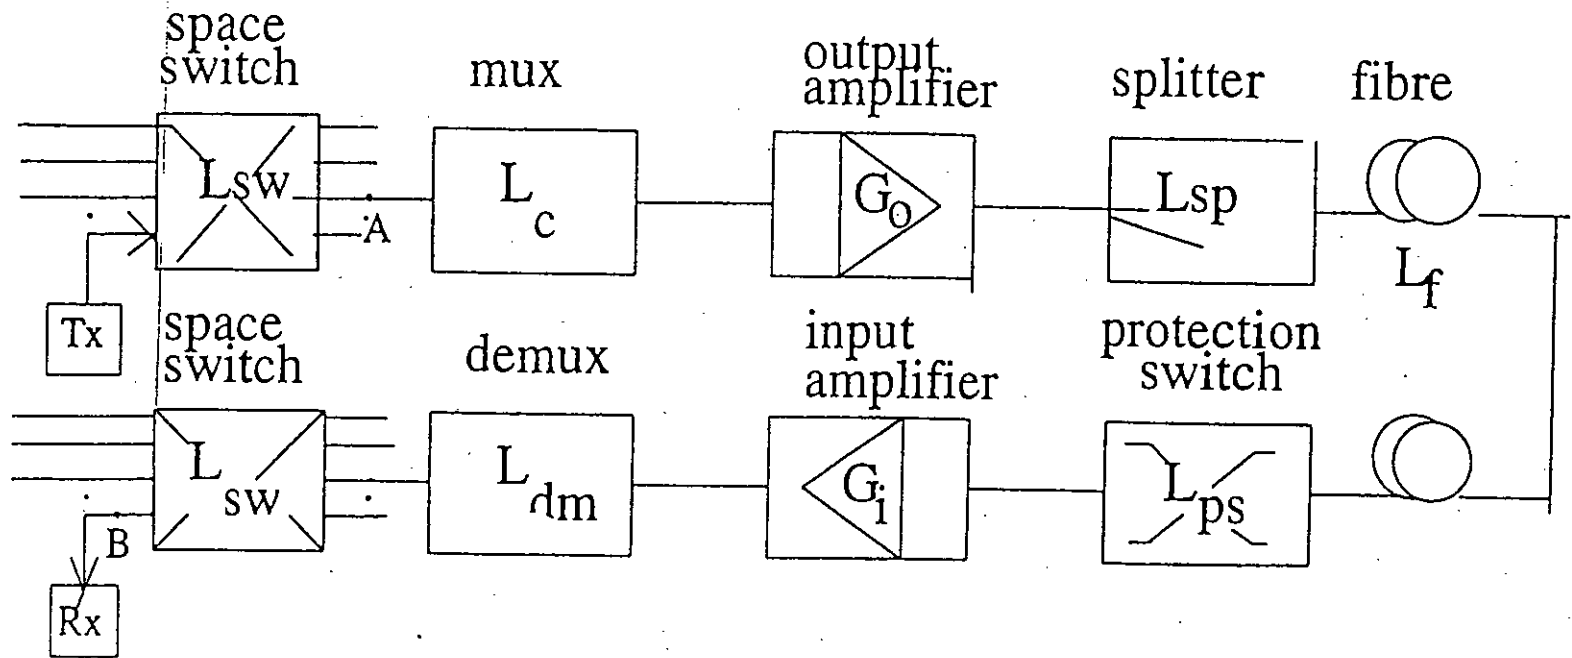 space
switch
mux
output
amplifier
splitter
fibre
Lsw
Lc
Go
Lsp
A
Lf
Tx
space
switch
demux
input
amplifier
protection
switch
Lsw
Ldm
Gi
Lps
B
Rx